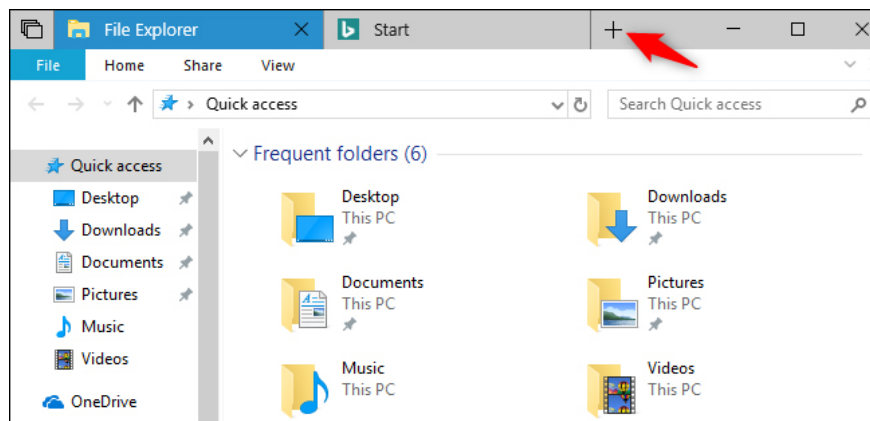 File Explorer
Start
File
Home
Share
View
Quick access
Search Quick access
Quick access
Desktop
Downloads
Documents
Pictures
Music
Videos
OneDrive
Frequent folders (6)
Desktop
This PC
Downloads
This PC
Documents
This PC
Pictures
This PC
Music
This PC
Videos
This PC